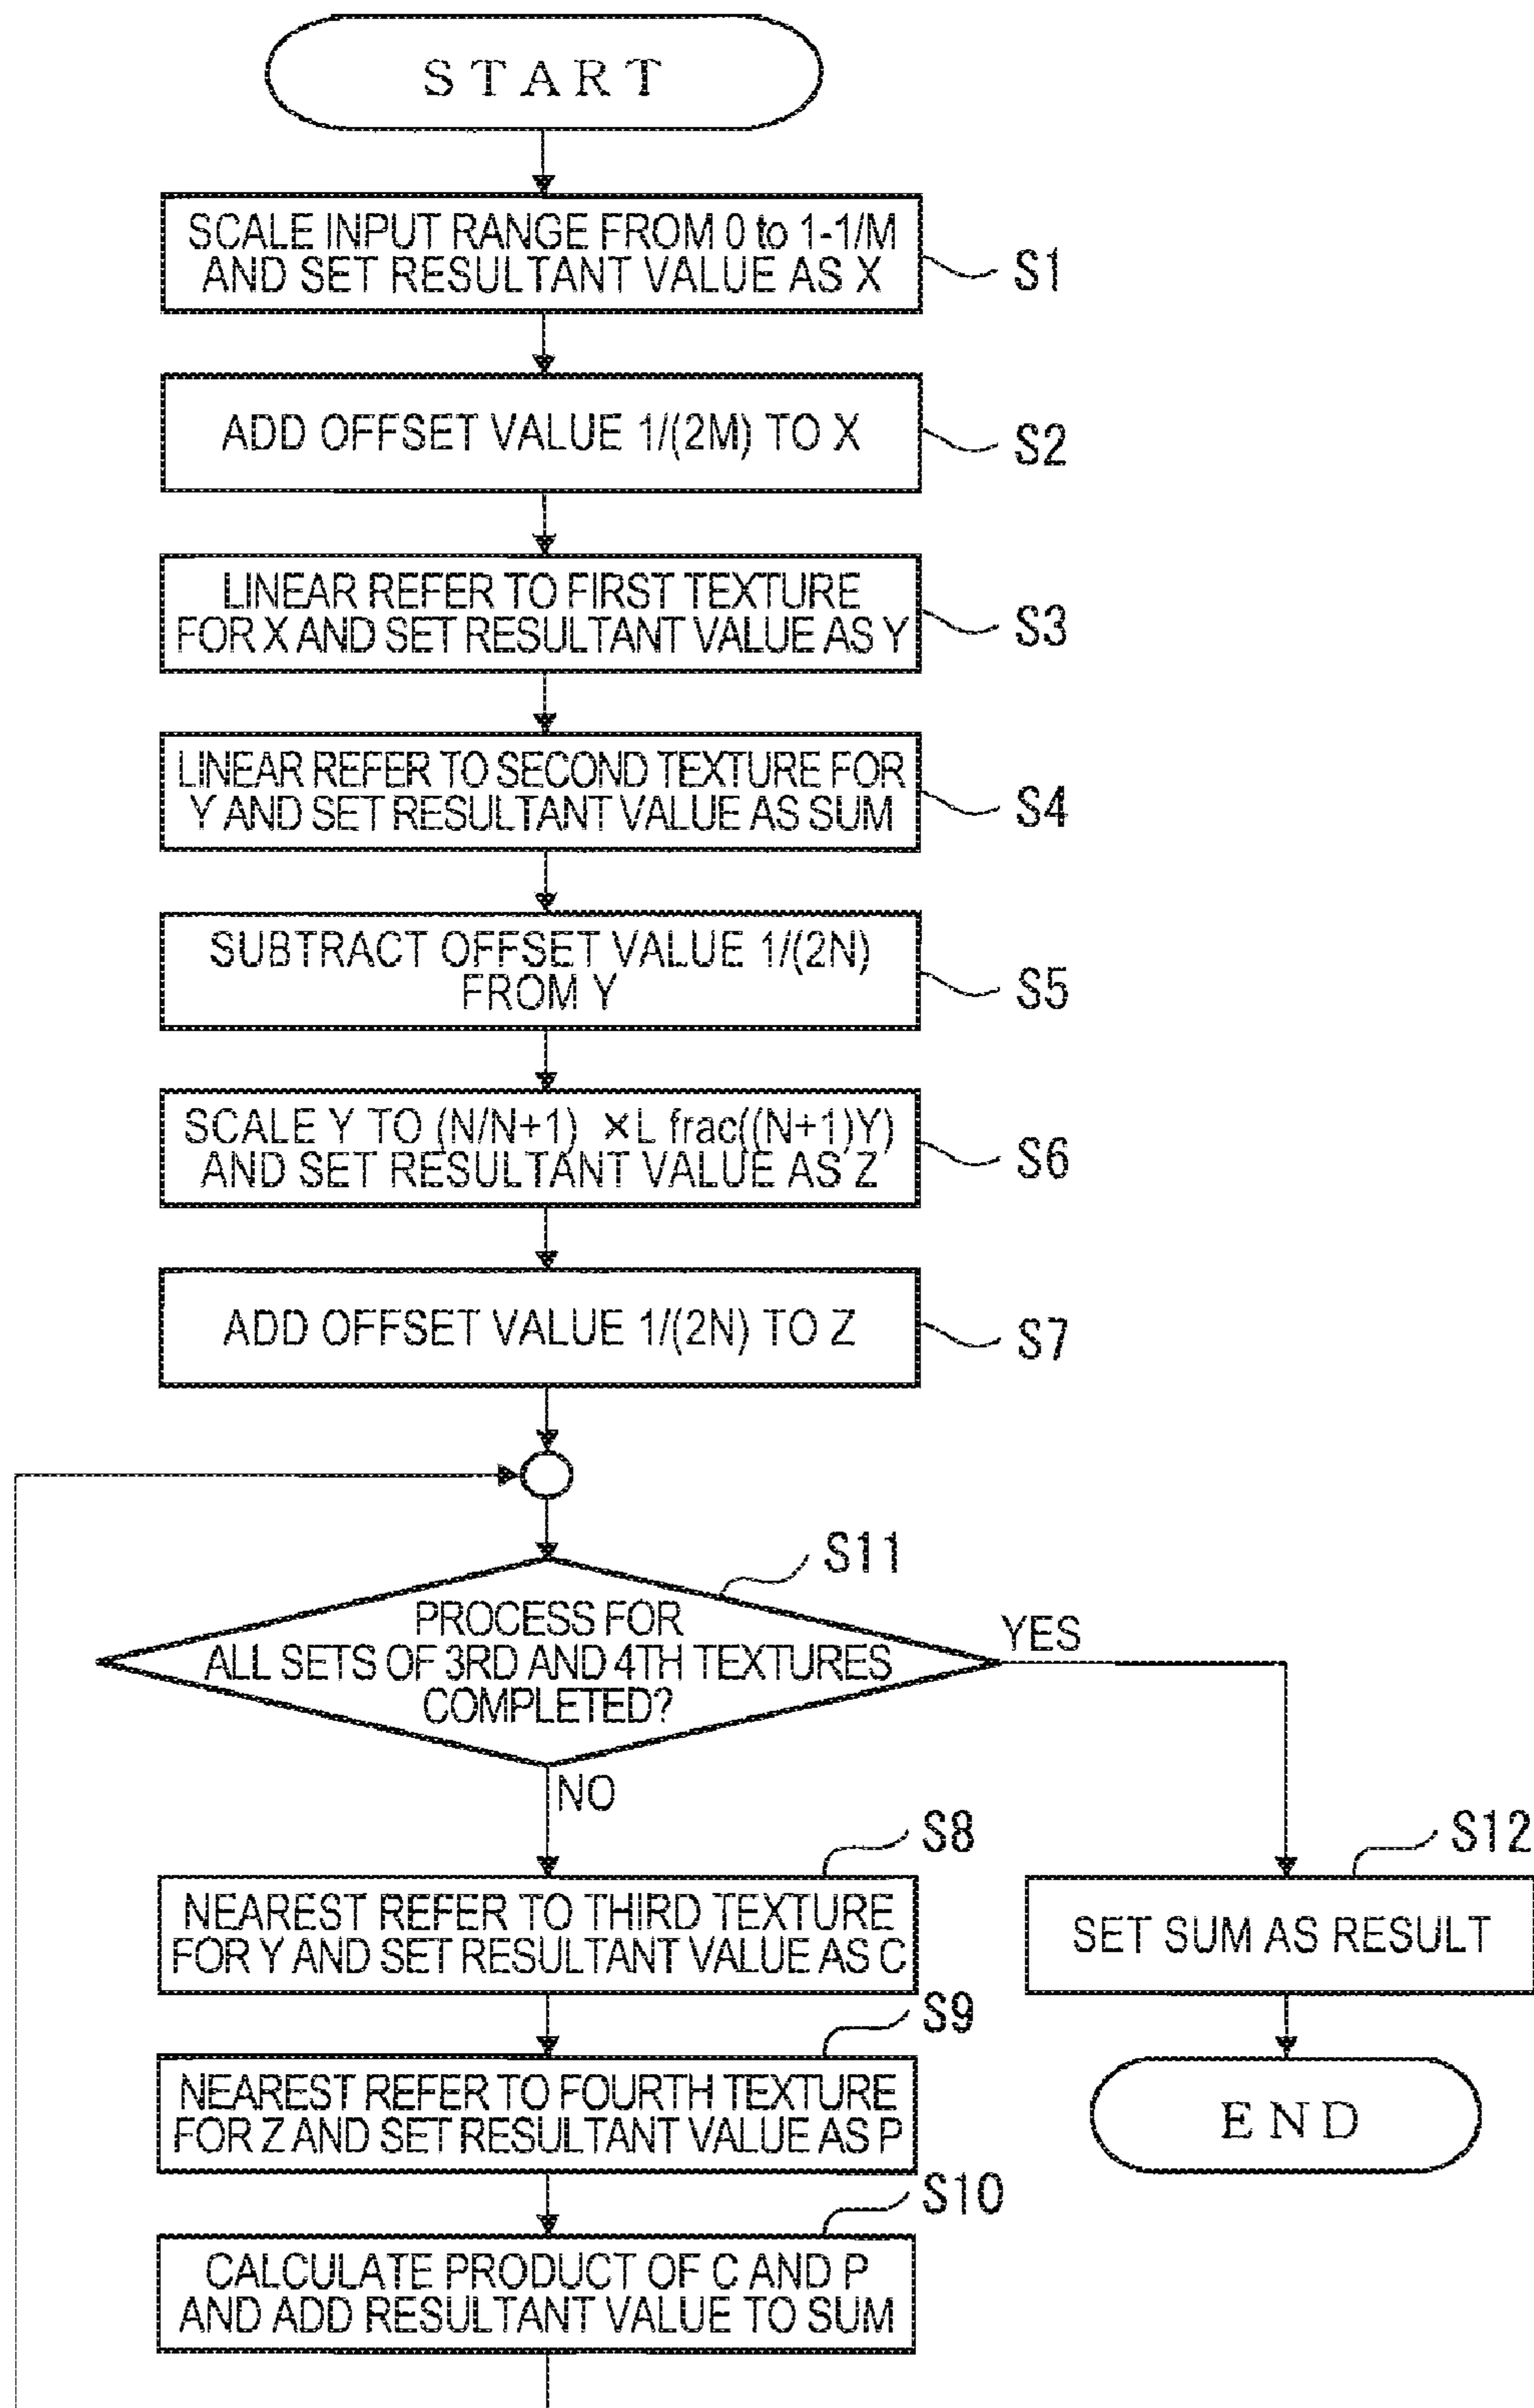 START
SCALE INPUT RANGE FROM 0 to 1-1/M
AND SET RESULTANT VALUE AS X
S1
ADD OFFSET VALUE 1/(2M) TO X
S2
LINEAR REFER TO FIRST TEXTURE
FOR X AND SET RESULTANT VALUE AS Y
S3
LINEAR REFER TO SECOND TEXTURE FOR
Y AND SET RESULTANT VALUE AS SUM
S4
SUBTRACT OFFSET VALUE 1/(2N)
FROM Y
S5
SCALE Y TO (N/N+1) ×L frac((N+1)Y)
AND SET RESULTANT VALUE AS Z
S6
ADD OFFSET VALUE 1/(2N) TO Z
S7
S11
PROCESS FOR
ALL SETS OF 3RD AND 4TH TEXTURES
COMPLETED?
YES
NO
S8
NEAREST REFER TO THIRD TEXTURE
FOR Y AND SET RESULTANT VALUE AS C
S12
SET SUM AS RESULT
S9
NEAREST REFER TO FOURTH TEXTURE
FOR Z AND SET RESULTANT VALUE AS P
END
S10
CALCULATE PRODUCT OF C AND P
AND ADD RESULTANT VALUE TO SUM